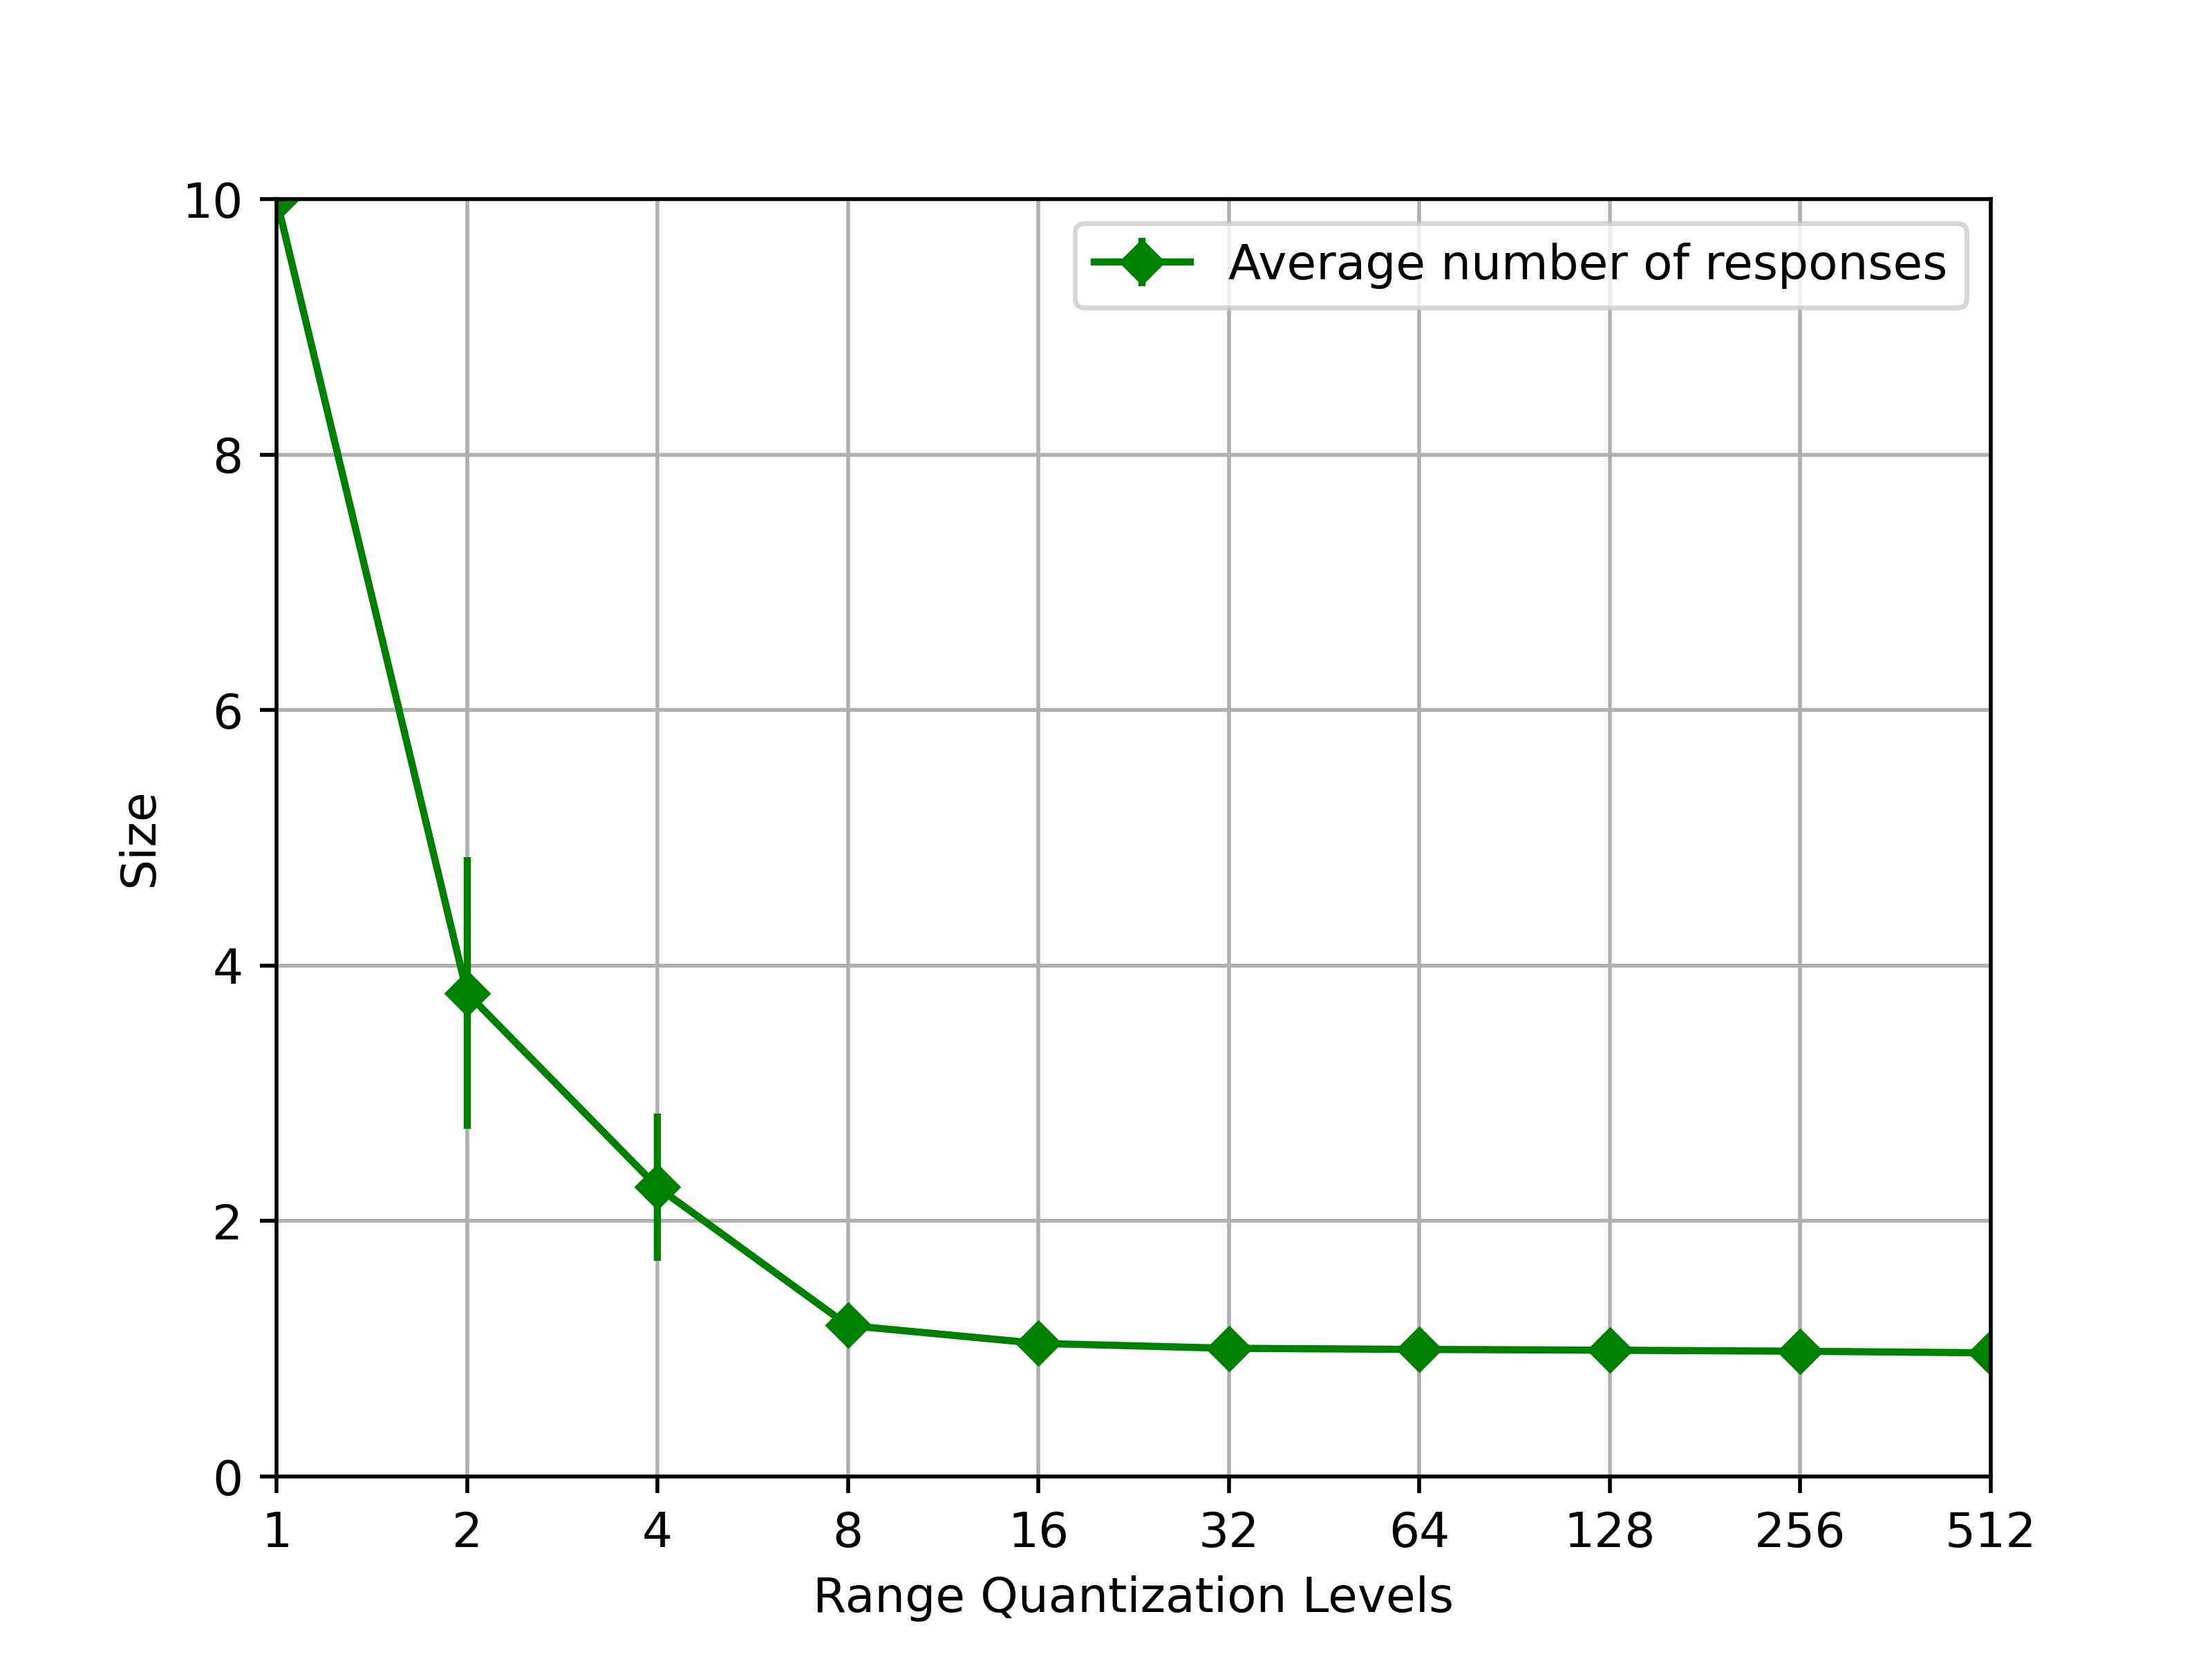 10
Average number of responses
8
6
Size
4
2
0
1 2 4 8 16 32 64 128 256 512
Range Quantization Levels